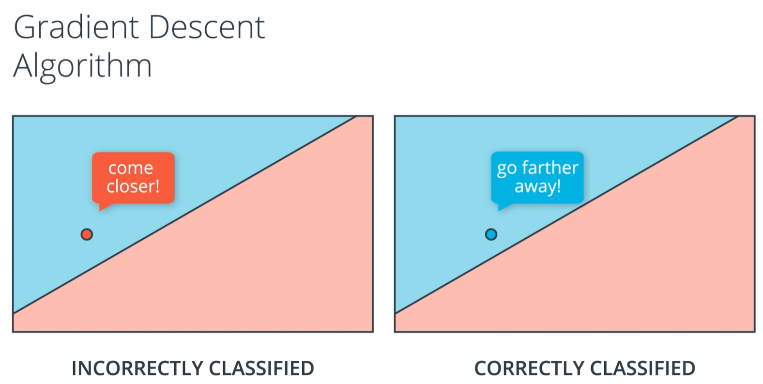 Gradient Descent
Algorithm
come
closer!
go farther
away!
INCORRECTLY CLASSIFIED
CORRECTLY CLASSIFIED